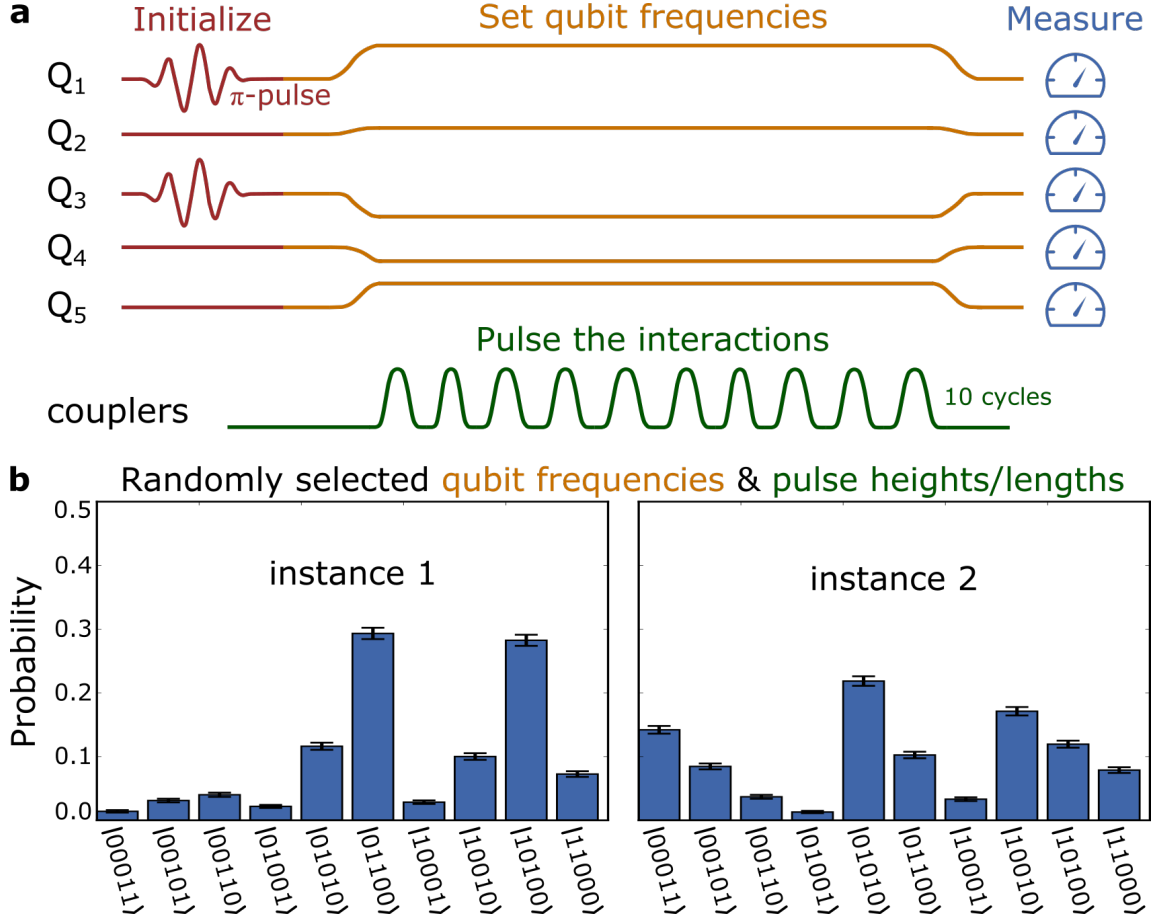 a
Initialize Set qubit frequencies Measure
Q1
π-pulse
Q2
Q3
Q4
Q5
Pulse the interactions
couplers 10 cycles
b Randomly selected qubit frequencies & pulse heights/lengths
Probability
0.5
0.4
0.3
0.2
0.1
0.0
instance 1
instance 2
|00011⟩ |00101⟩ |00110⟩ |01001⟩ |01010⟩ |01100⟩ |10001⟩ |10010⟩ |10100⟩ |11000⟩
|00011⟩ |00101⟩ |00110⟩ |01001⟩ |01010⟩ |01100⟩ |10001⟩ |10010⟩ |10100⟩ |11000⟩